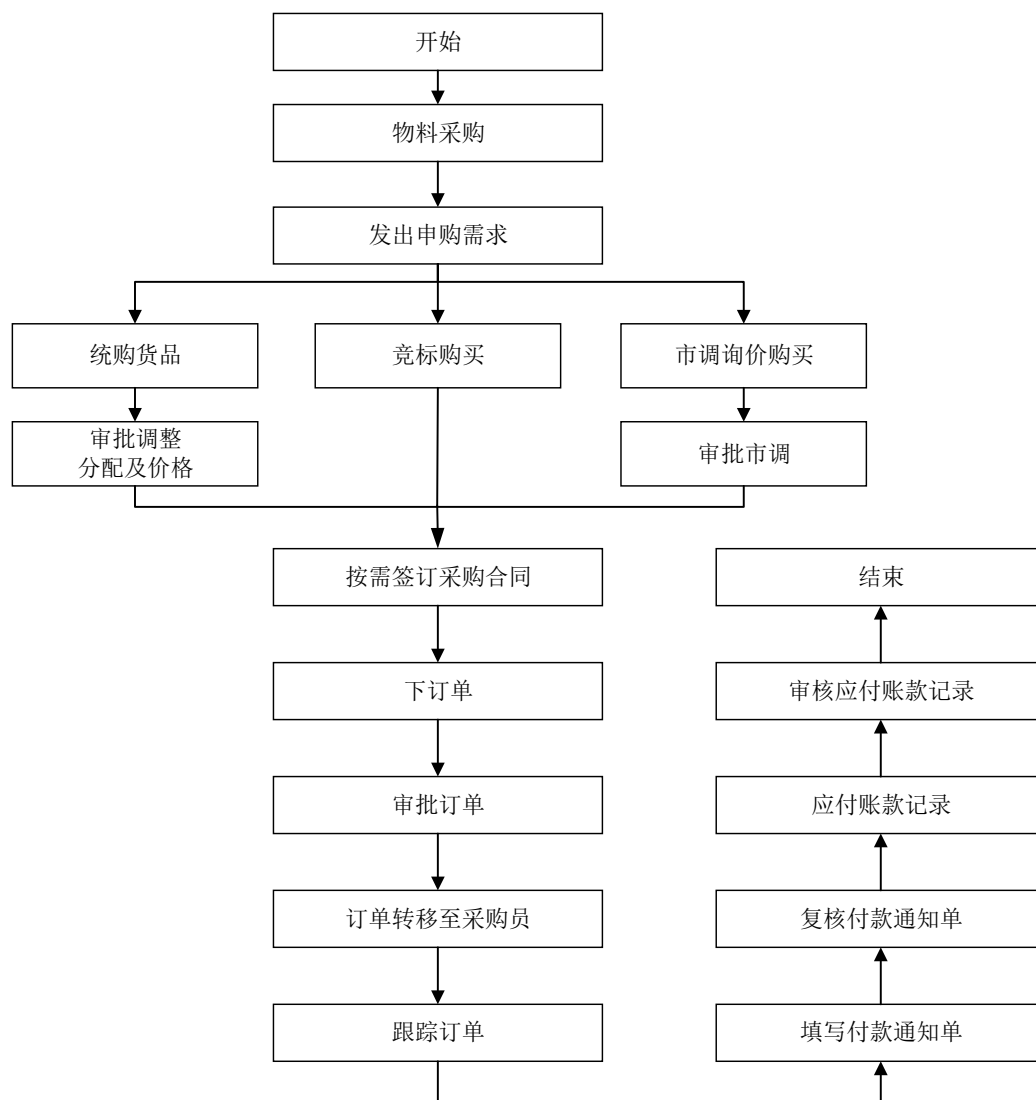 开始
物料采购
发出申购需求
统购货品
竞标购买
市调询价购买
审批调整
分配及价格
审批市调
按需签订采购合同
结束
下订单
审核应付账款记录
审批订单
应付账款记录
订单转移至采购员
复核付款通知单
跟踪订单
填写付款通知单